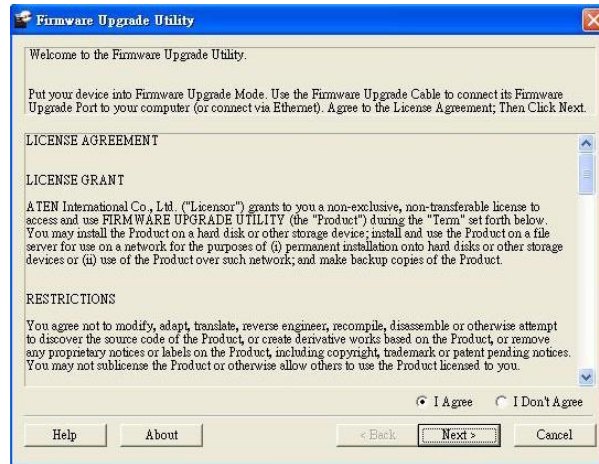 Firmware Upgrade Utility
Welcome to the Firmware Upgrade Utility.
Put your device into Firmware Upgrade Mode. Use the Firmware Upgrade Cable to connect its Firmware
Upgrade Port to your computer (or connect via Ethernet). Agree to the License Agreement; Then Click Next.
LICENSE AGREEMENT
LICENSE GRANT
ATEN International Co., Ltd. ("Licensor") grants to you a non-exclusive, non-transferable license to
access and use FIRMWARE UPGRADE UTILITY (the "Product") during the "Term" set forth below.
You may install the Product on a hard disk or other storage device; install and use the Product on a file
server for use on a network for the purposes of (i) permanent installation onto hard disks or other storage
devices or (ii) use of the Product over such network; and make backup copies of the Product.
RESTRICTIONS
You agree not to modify, adapt, translate, reverse engineer, recompile, disassemble or otherwise attempt
to discover the source code of the Product, or create derivative works based on the Product, or remove
any proprietary notices or labels on the Product, including copyright, trademark or patent pending notices.
You may not sublicense the Product or otherwise allow others to use the Product licensed to you.
I Agree I Don't Agree
Help About < Back Next > Cancel